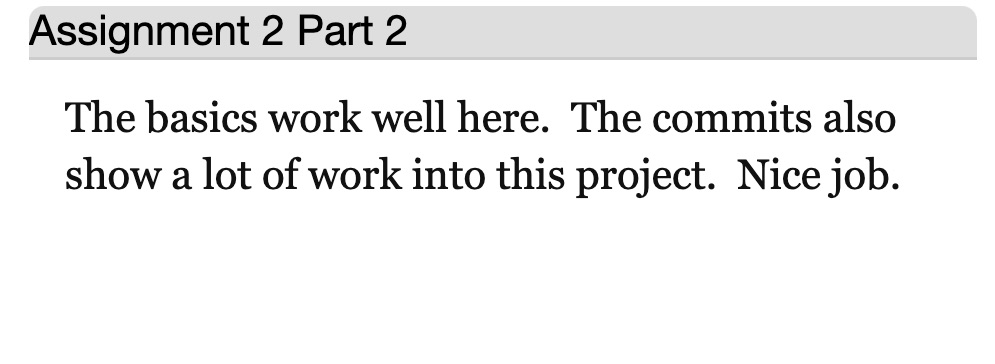 Assignment 2 Part 2
The basics work well here.  The commits also
show a lot of work into this project.  Nice job.